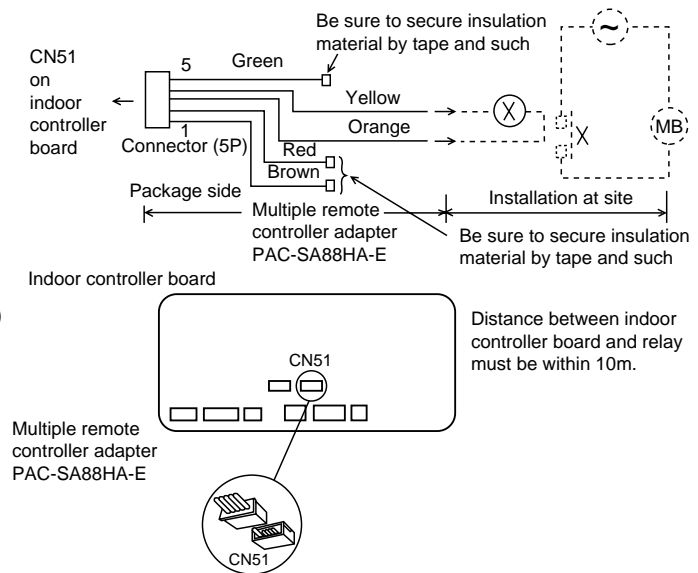 Be sure to secure insulation
material by tape and such
CN51
on
indoor
controller
board
5
Green
Yellow
Orange
X
X
MB
~
1
Connector (5P)
Red
Brown
Package side
Installation at site
Multiple remote
controller adapter
PAC-SA88HA-E
Be sure to secure insulation
material by tape and such
Indoor controller board
Distance between indoor
controller board and relay
must be within 10m.
CN51
Multiple remote
controller adapter
PAC-SA88HA-E
CN51